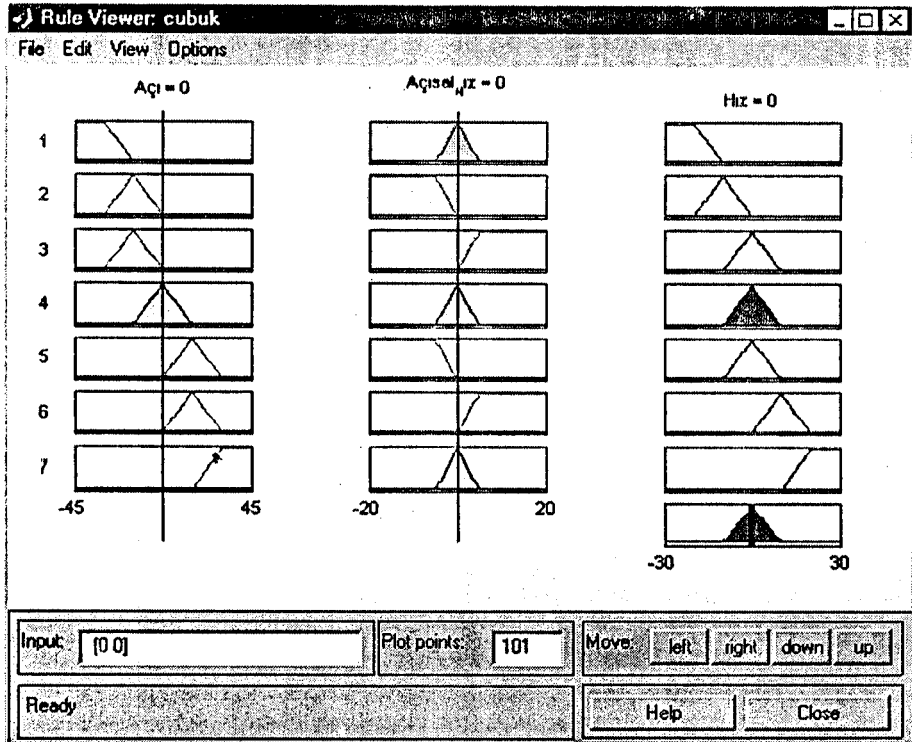 Rule Viewer: cubuk
File Edit View Options
Açı = 0
Açısal_Hız = 0
Hız = 0
1
2
3
4
5
6
7
-45 45
-20 20
-30 30
Input: [0 0]
Plot points: 101
Move: left right down up
Ready
Help Close